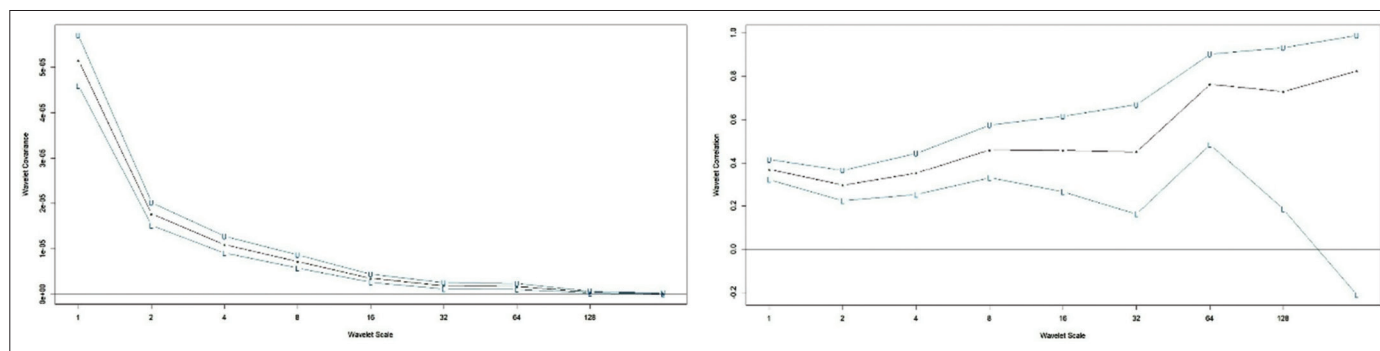 Wavelet Covariance
5e-05
4e-05
3e-05
2e-05
1e-05
0e+00
U U U U U U U U U
L L L L L L L L L
1 2 4 8 16 32 64 128
Wavelet Scale
Wavelet Correlation
1.0
0.8
0.6
0.4
0.2
0.0
-0.2
U U U U U U U U U
L L L L L L L L L
1 2 4 8 16 32 64 128
Wavelet Scale